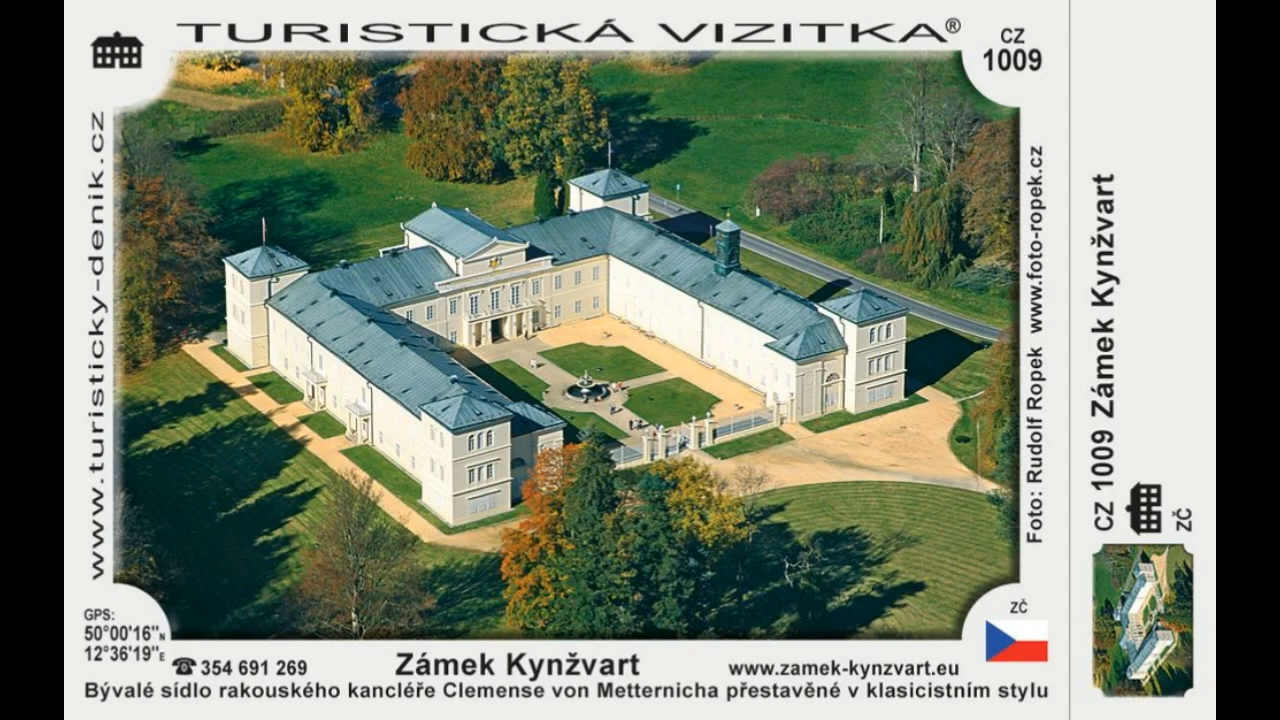 TURISTICKÁ VIZITKA®
CZ
1009
www.turisticky-denik.cz
Foto: Rudolf Ropek www.foto-ropek.cz
GPS:
50°00'16"N
12°36'19"E
☎ 354 691 269
Zámek Kynžvart
www.zamek-kynzvart.eu
ZČ
Bývalé sídlo rakouského kancléře Clemense von Metternicha přestavěné v klasicistním stylu
CZ 1009 Zámek Kynžvart
ZČ